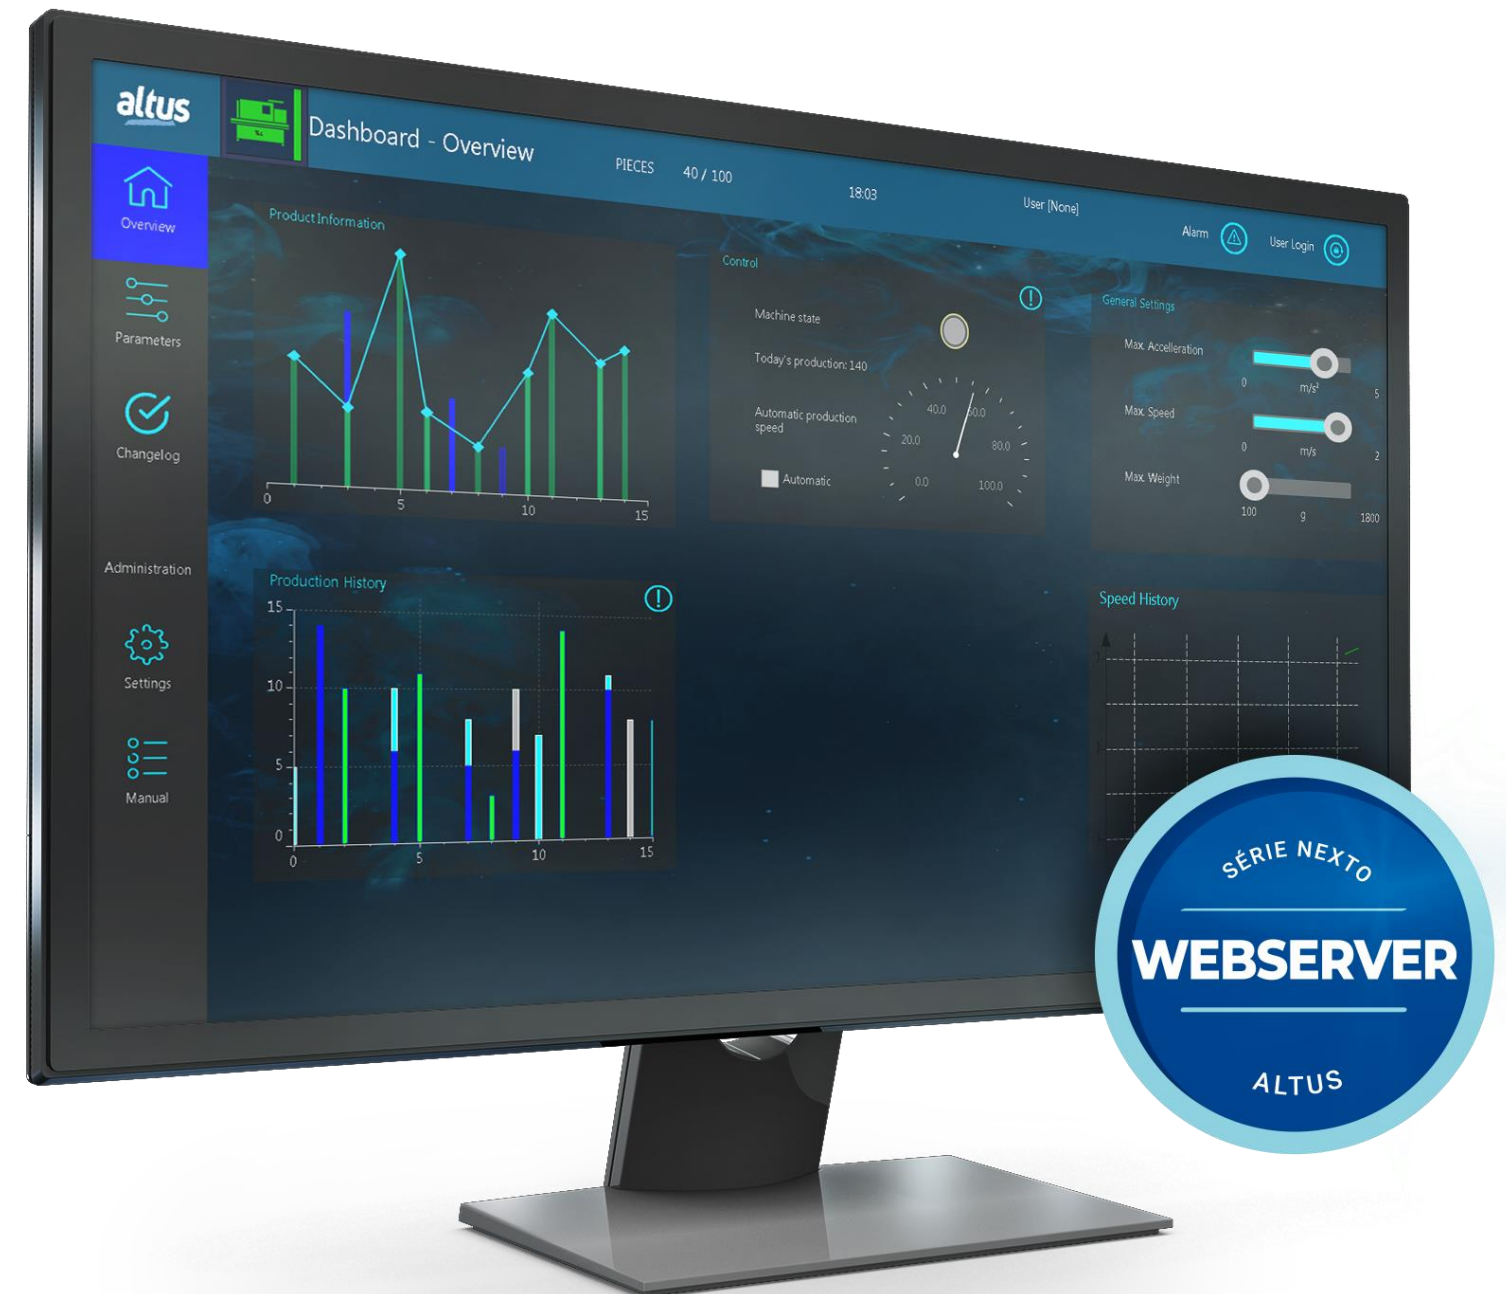 altus
Dashboard - Overview
PIECES
40 / 100
18:03
User [None]
Alarm
User Login
Overview
Parameters
Changelog
Administration
Settings
Manual
Product Information
0
5
10
15
Control
Machine state
Today's production: 140
Automatic production
speed
Automatic
0.0
20.0
40.0
60.0
80.0
100.0
General Settings
Max. Accelleration
0
m/s²
5
Max. Speed
0
m/s
2
Max. Weight
100
g
1800
Production History
15
10
5
0
0
5
10
15
Speed History
SÉRIE NEXTO
WEBSERVER
ALTUS